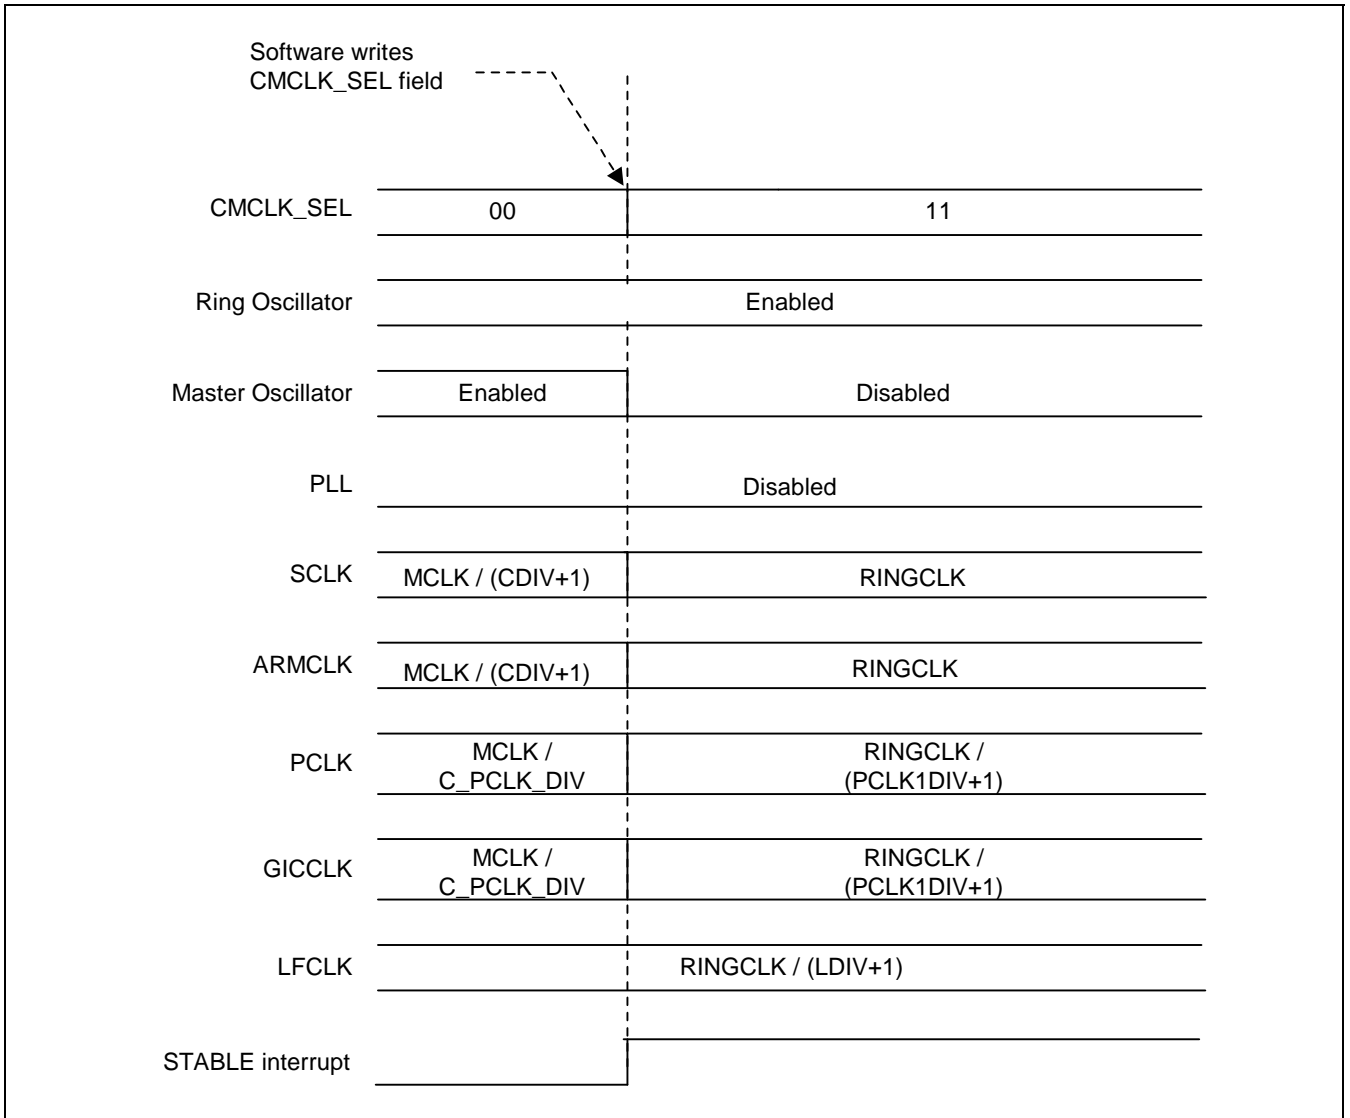 Software writes
CMCLK_SEL field
CMCLK_SEL
00
11
Ring Oscillator
Enabled
Master Oscillator
Enabled
Disabled
PLL
Disabled
SCLK
MCLK / (CDIV+1)
RINGCLK
ARMCLK
MCLK / (CDIV+1)
RINGCLK
PCLK
MCLK /
C_PCLK_DIV
RINGCLK /
(PCLK1DIV+1)
GICCLK
MCLK /
C_PCLK_DIV
RINGCLK /
(PCLK1DIV+1)
LFCLK
RINGCLK / (LDIV+1)
STABLE interrupt